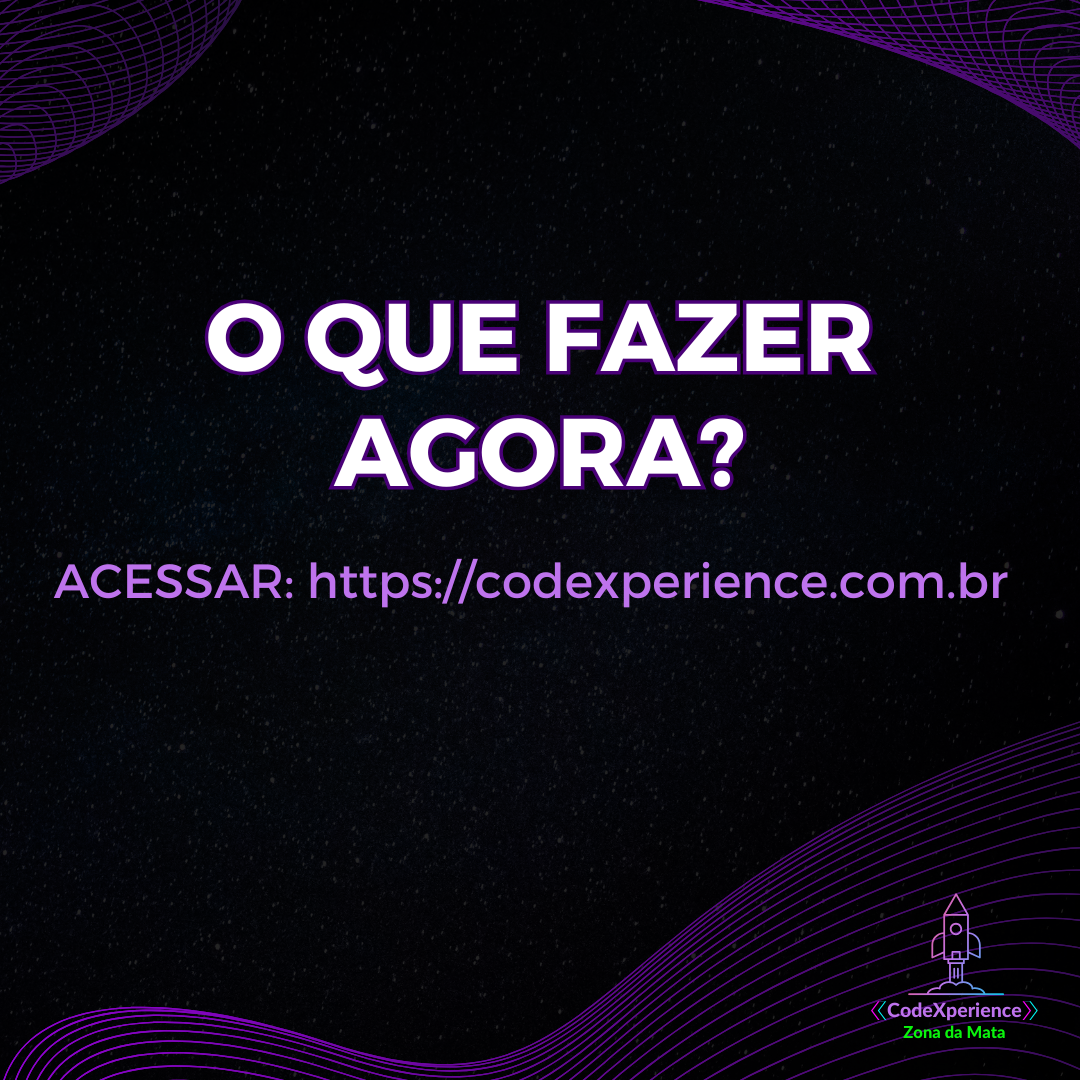 O QUE FAZER
AGORA?
ACESSAR: https://codexperience.com.br
CodeXperience
Zona da Mata